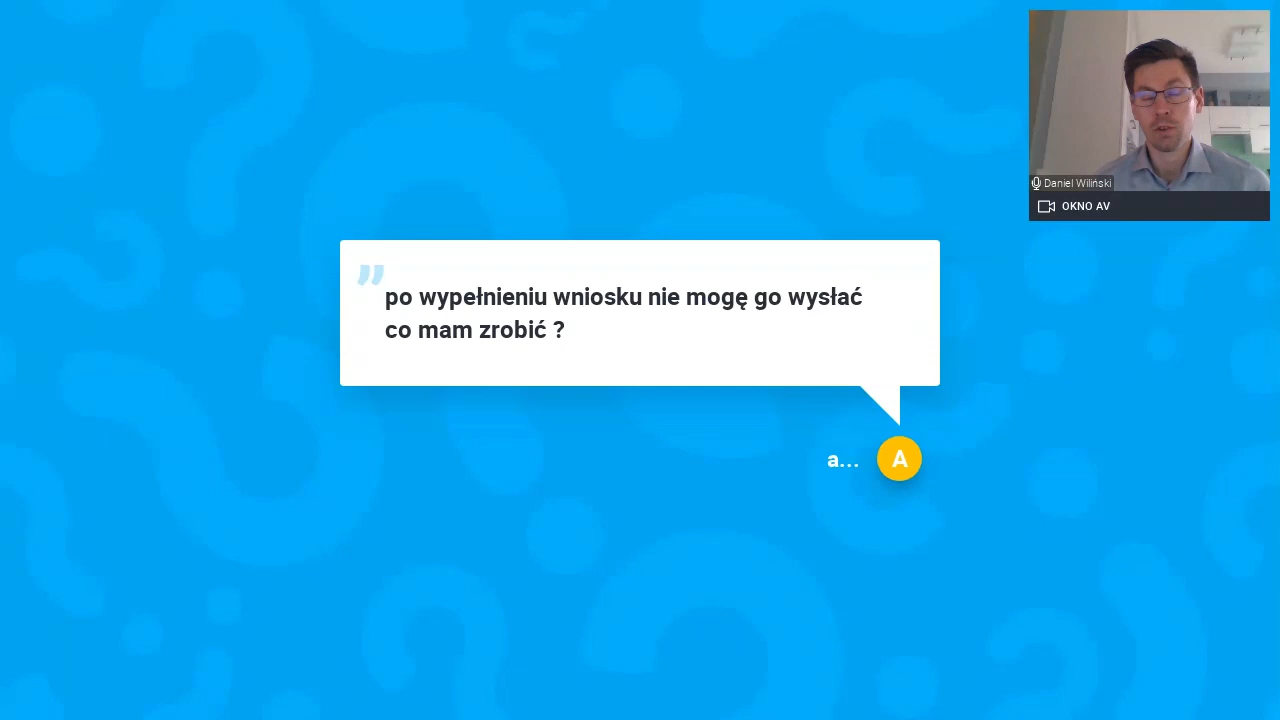 Daniel Wiliński
OKNO AV
”
po wypełnieniu wniosku nie mogę go wysłać
co mam zrobić ?
a...
A